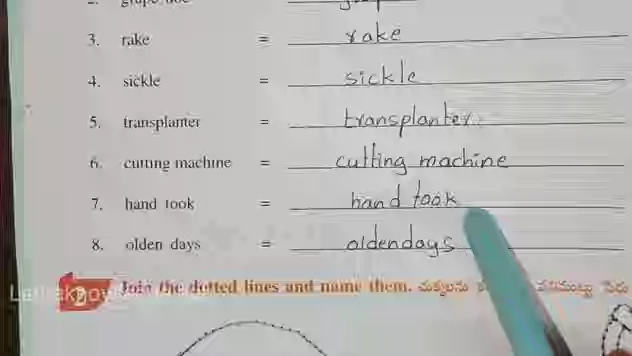 3. rake = rake
4. sickle = sickle
5. transplanter = transplanter
6. cutting machine = cutting machine
7. hand took = hand took
8. olden days = oldendays
Join the dotted lines and name them. చుక్కలను పేరు